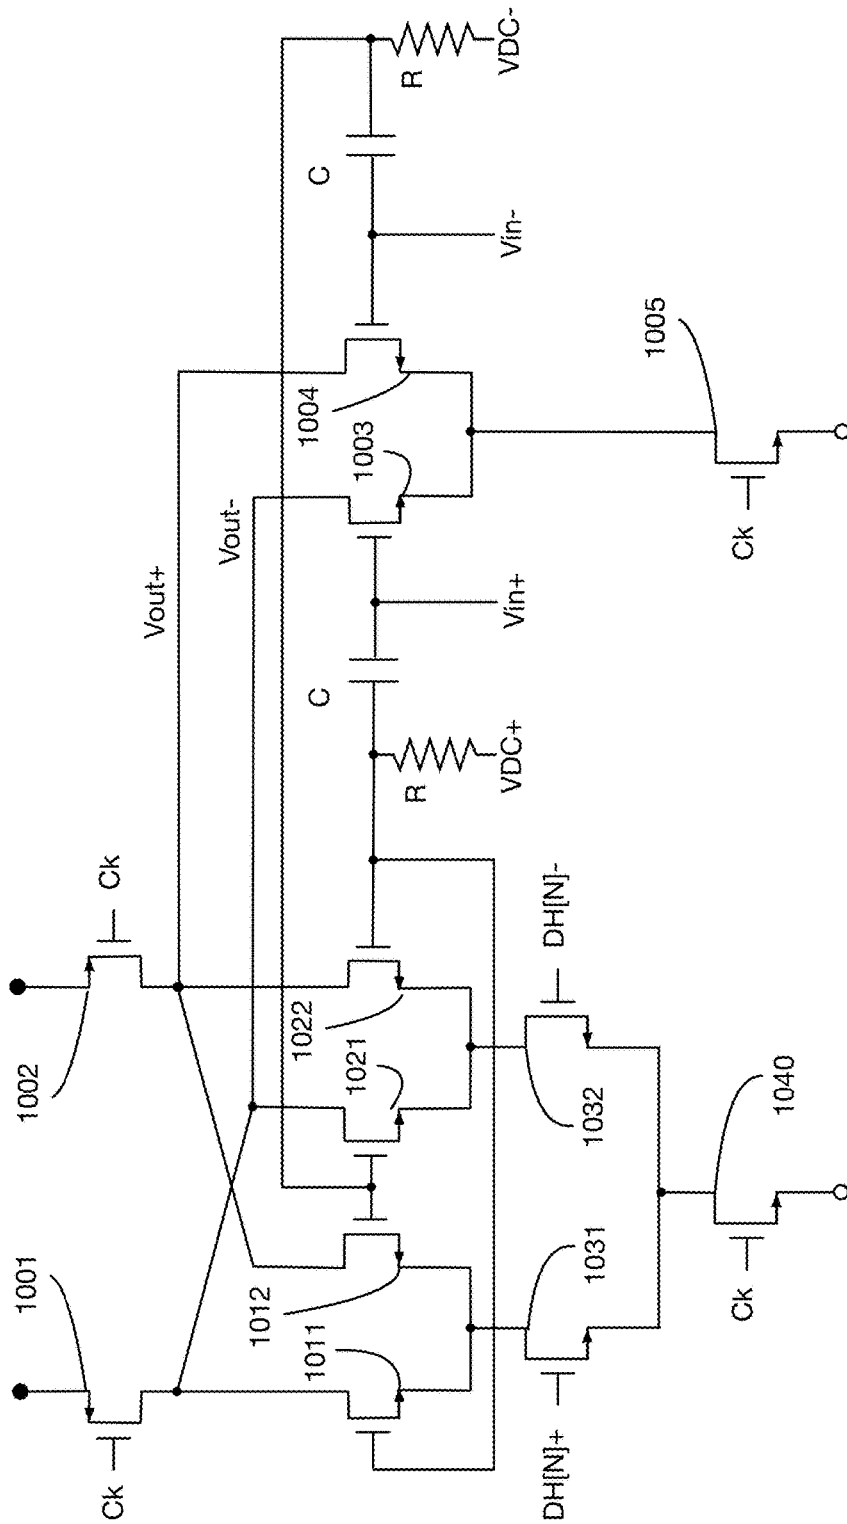 Ck
1001
1002
Ck
Vout+
Vout-
1011
1012
1021
1022
C
1003
1004
C
R
VDC+
Vin+
Vin-
R
VDC-
DH[N]+
1031
1032
DH[N]-
Ck
1040
Ck
1005